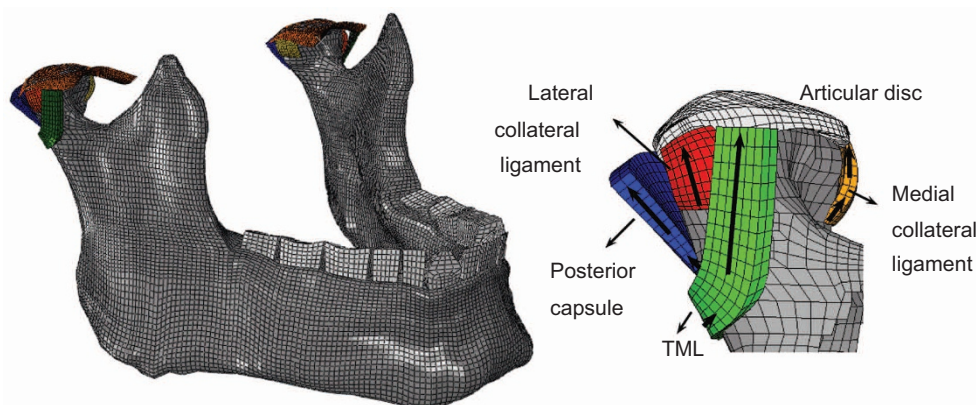 Lateral
collateral
ligament
Articular disc
Medial
collateral
ligament
Posterior
capsule
TML